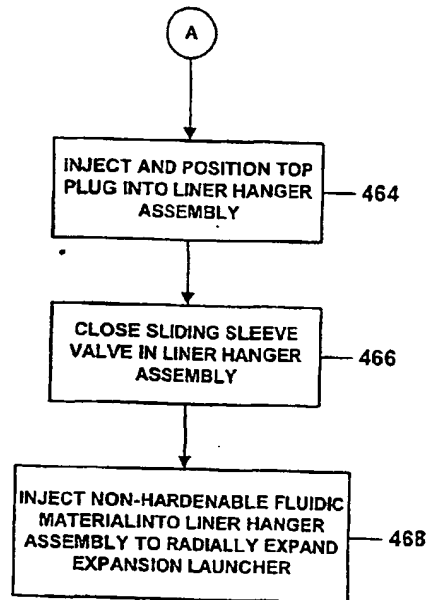 A
INJECT AND POSITION TOP
PLUG INTO LINER HANGER
ASSEMBLY
464
CLOSE SLIDING SLEEVE
VALVE IN LINER HANGER
ASSEMBLY
466
INJECT NON-HARDENABLE FLUIDIC
MATERIALINTO LINER HANGER
ASSEMBLY TO RADIALLY EXPAND
EXPANSION LAUNCHER
468